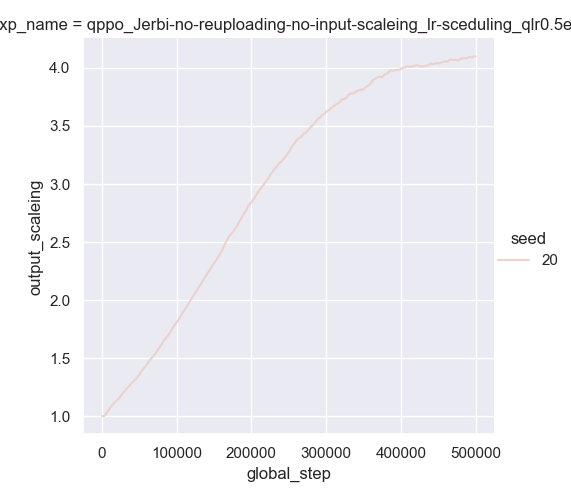 xp_name = qppo_Jerbi-no-reuploading-no-input-scaleing_lr-sceduling_qlr0.5e
4.0
3.5
3.0
2.5
2.0
1.5
1.0
output_scaleing
0 100000 200000 300000 400000 500000
global_step
seed
20